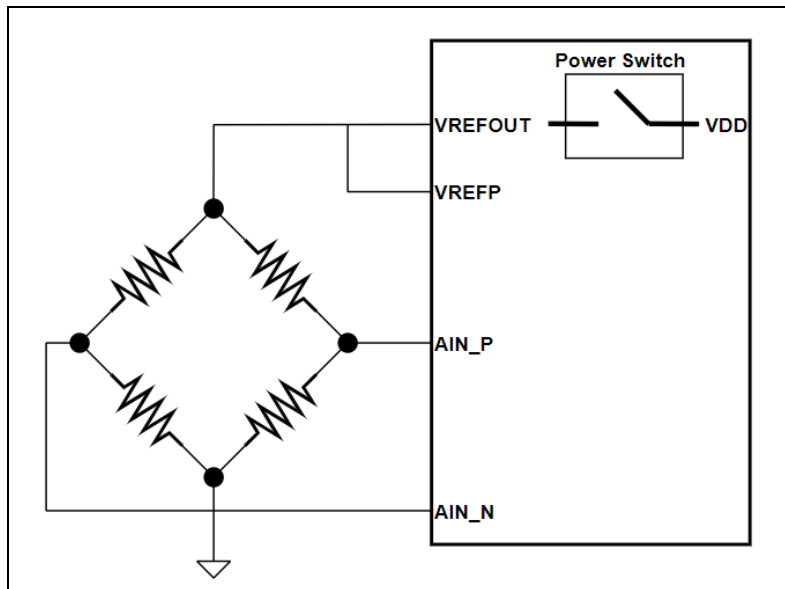 Power Switch
VREFOUT
VDD
VREFP
AIN_P
AIN_N